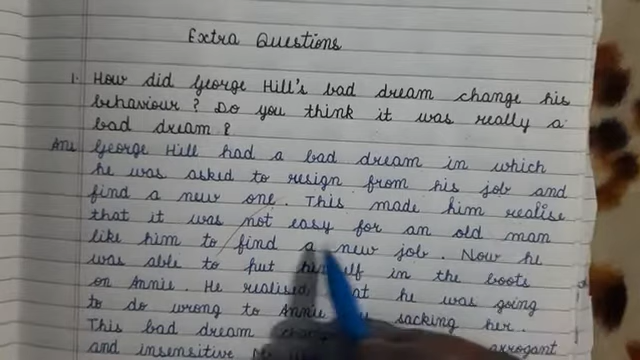 Extra Questions
1. How did George Hill's bad dream change his
behaviour? Do you think it was really a
bad dream?
Ans George Hill had a bad dream in which
he was asked to resign from his job and
find a new one. This made him realise
that it was not easy for an old man
like him to find a new job. Now he
was able to put himself in the boots
on Annie. He realised that he was going
to do wrong to Annie sacking her.
This bad dream arrogant
and insensitive